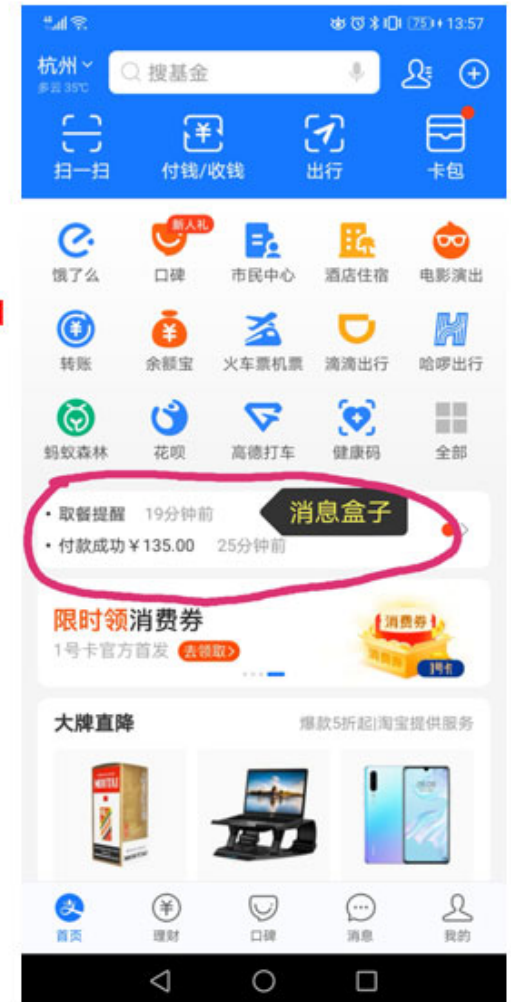 75 13:57
杭州
搜基金
多云 35℃
扫一扫 付钱/收钱 出行 卡包
新人礼
饿了么 口碑 市民中心 酒店住宿 电影演出
转账 余额宝 火车票机票 滴滴出行 哈啰出行
蚂蚁森林 花呗 高德打车 健康码 全部
· 取餐提醒 19分钟前
消息盒子
· 付款成功¥135.00 25分钟前
限时领消费券
1号卡官方首发 去领取>
消费券
消费券
1号卡
大牌直降 爆款5折起|淘宝提供服务
首页 理财 口碑 消息 我的